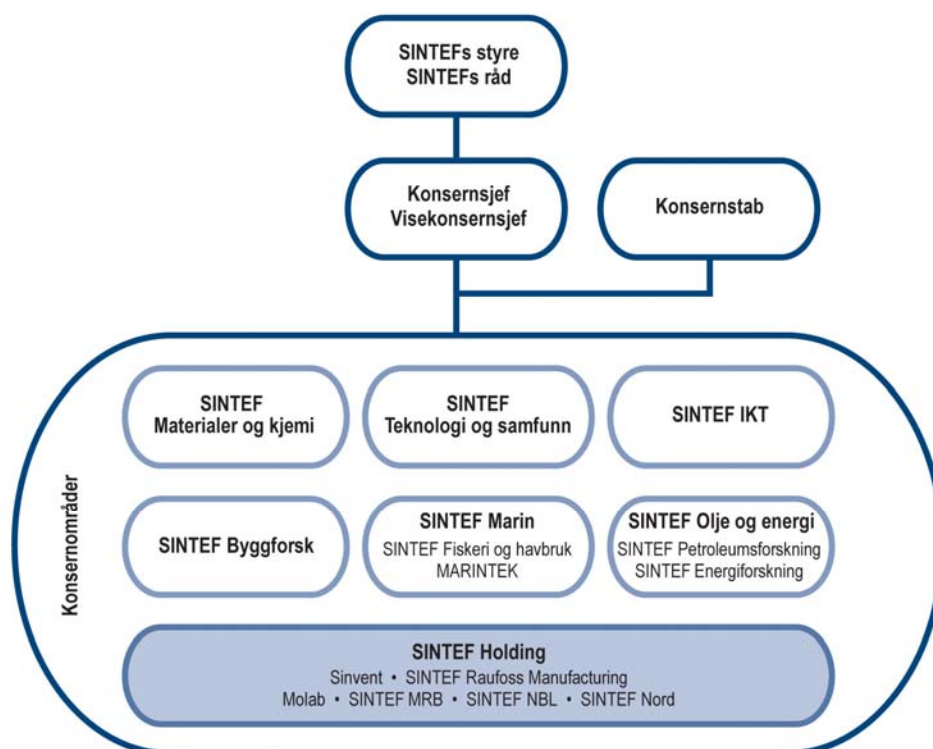 SINTEFs styre
SINTEFs råd
Konsernsjef
Visekonsernsjef
Konsernstab
Konsernområder
SINTEF
Materialer og kjemi
SINTEF
Teknologi og samfunn
SINTEF IKT
SINTEF Byggforsk
SINTEF Marin
SINTEF Fiskeri og havbruk
MARINTEK
SINTEF Olje og energi
SINTEF Petroleumsforskning
SINTEF Energiforskning
SINTEF Holding
Sinvent • SINTEF Raufoss Manufacturing
Molab • SINTEF MRB • SINTEF NBL • SINTEF Nord